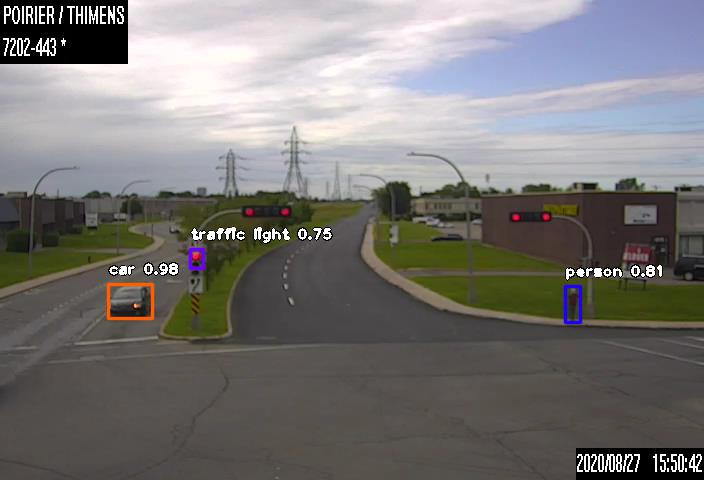 POIRIER / THIMENS
7202-443 *
traffic light 0.75
car 0.98
person 0.81
2020/08/27 15:50:42